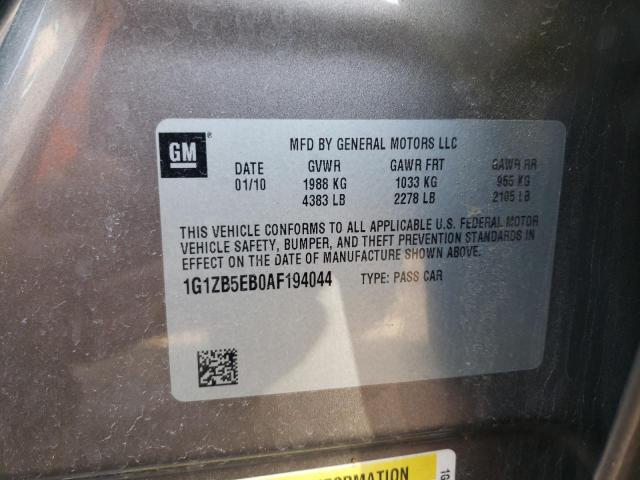 GM
®
MFD BY GENERAL MOTORS LLC
DATE GVWR GAWR FRT GAWR RR
01/10 1988 KG 1033 KG 955 KG
4383 LB 2278 LB 2105 LB
THIS VEHICLE CONFORMS TO ALL APPLICABLE U.S. FEDERAL MOTOR
VEHICLE SAFETY, BUMPER, AND THEFT PREVENTION STANDARDS IN
EFFECT ON THE DATE OF MANUFACTURE SHOWN ABOVE.
1G1ZB5EB0AF194044 TYPE: PASS CAR
INFORMATION